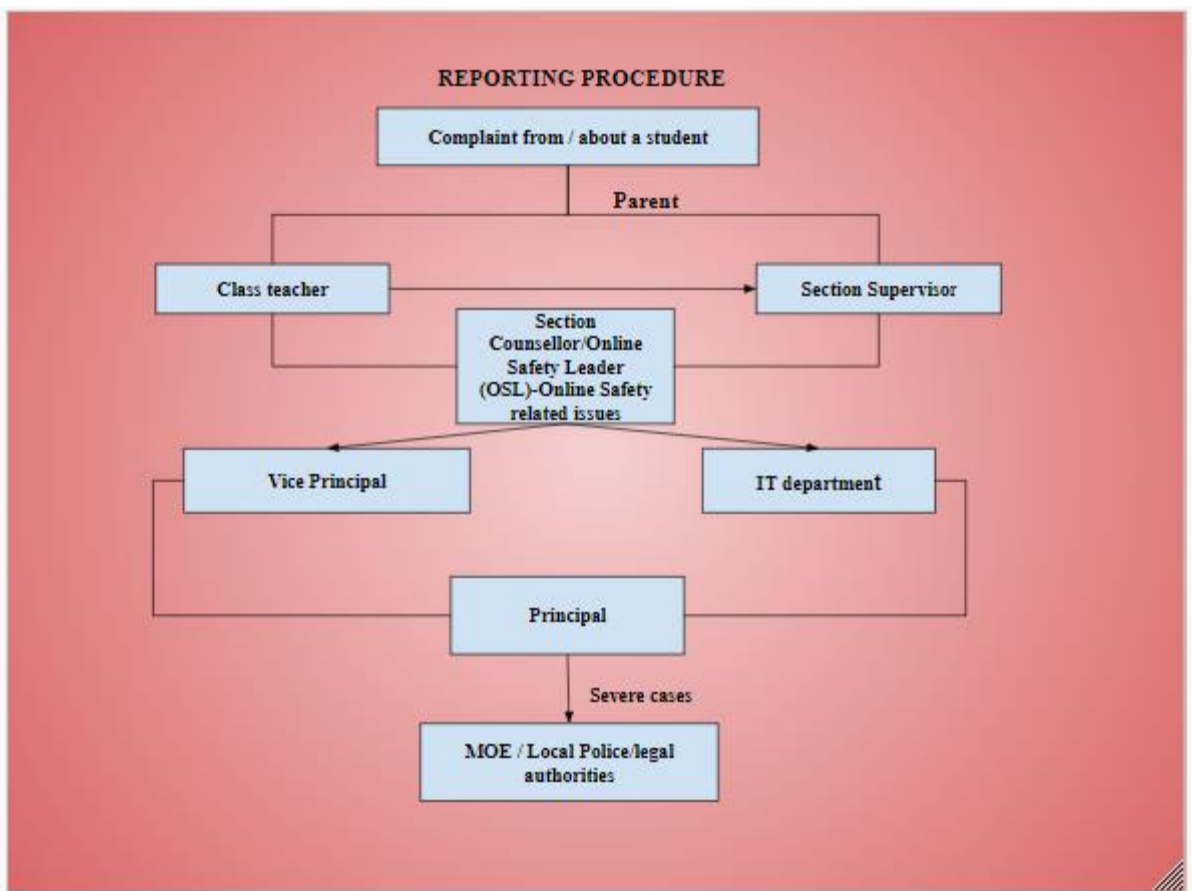 REPORTING PROCEDURE
Complaint from / about a student
Parent
Class teacher
Section Supervisor
Section
Counsellor/Online
Safety Leader
(OSL)-Online Safety
related issues
Vice Principal
IT department
Principal
Severe cases
MOE / Local Police/legal
authorities